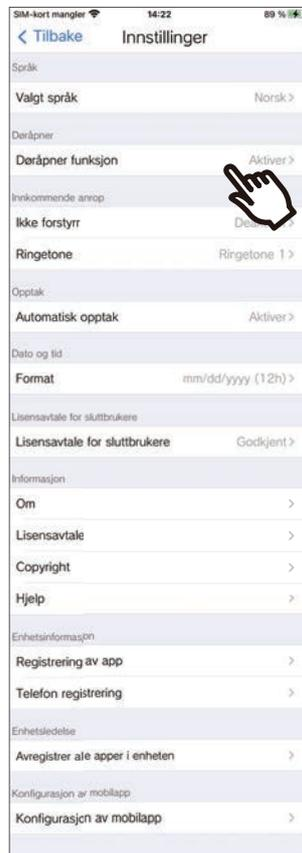 SIM-kort mangler 14:22 89 %
Tilbake Innstillinger
Språk
Valgt språk Norsk
Døråpner
Døråpner funksjon Aktiver
Innkommende anrop
Ikke forstyrr
Ringetone Ringetone 1
Opptak
Automatisk opptak Aktiver
Dato og tid
Format mm/dd/yyyy (12h)
Lisensavtale for sluttbrukere
Lisensavtale for sluttbrukere Godkjent
Informasjon
Om
Lisensavtale
Copyright
Hjelp
Enhetsinformasjon
Registrering av app
Telefon registrering
Enhetsledelse
Avregistrer ale apper i enheten
Konfigurasjon av mobilapp
Konfigurasjon av mobilapp